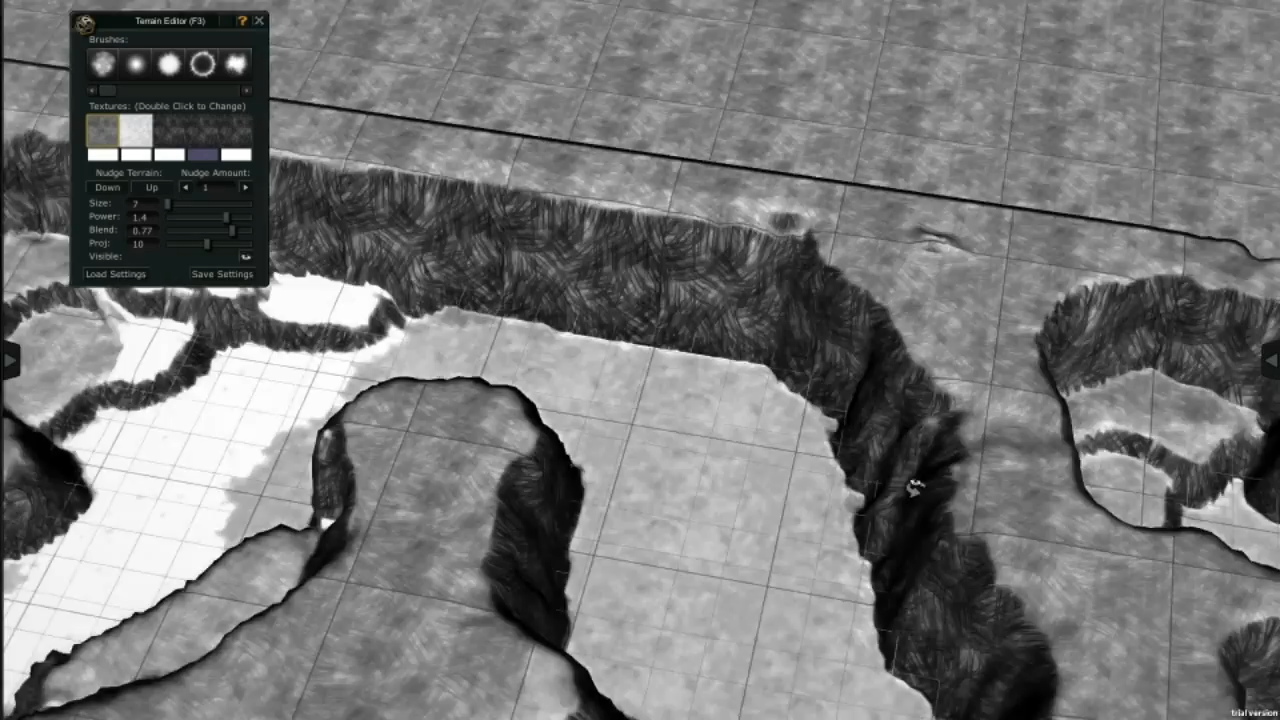 Terrain Editor (F3) ?
Brushes:
Textures: (Double Click to Change)
Nudge Terrain: Nudge Amount:
Down Up 1
Size: 7
Power: 1.4
Blend: 0.77
Proj: 10
Visible:
Load Settings Save Settings
trial version